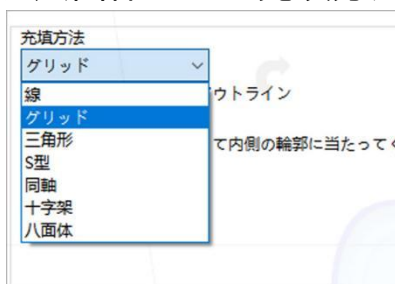 充填方法
グリッド
線
ウトライン
グリッド
三角形
て内側の輪郭に当たって
S型
同軸
十字架
八面体